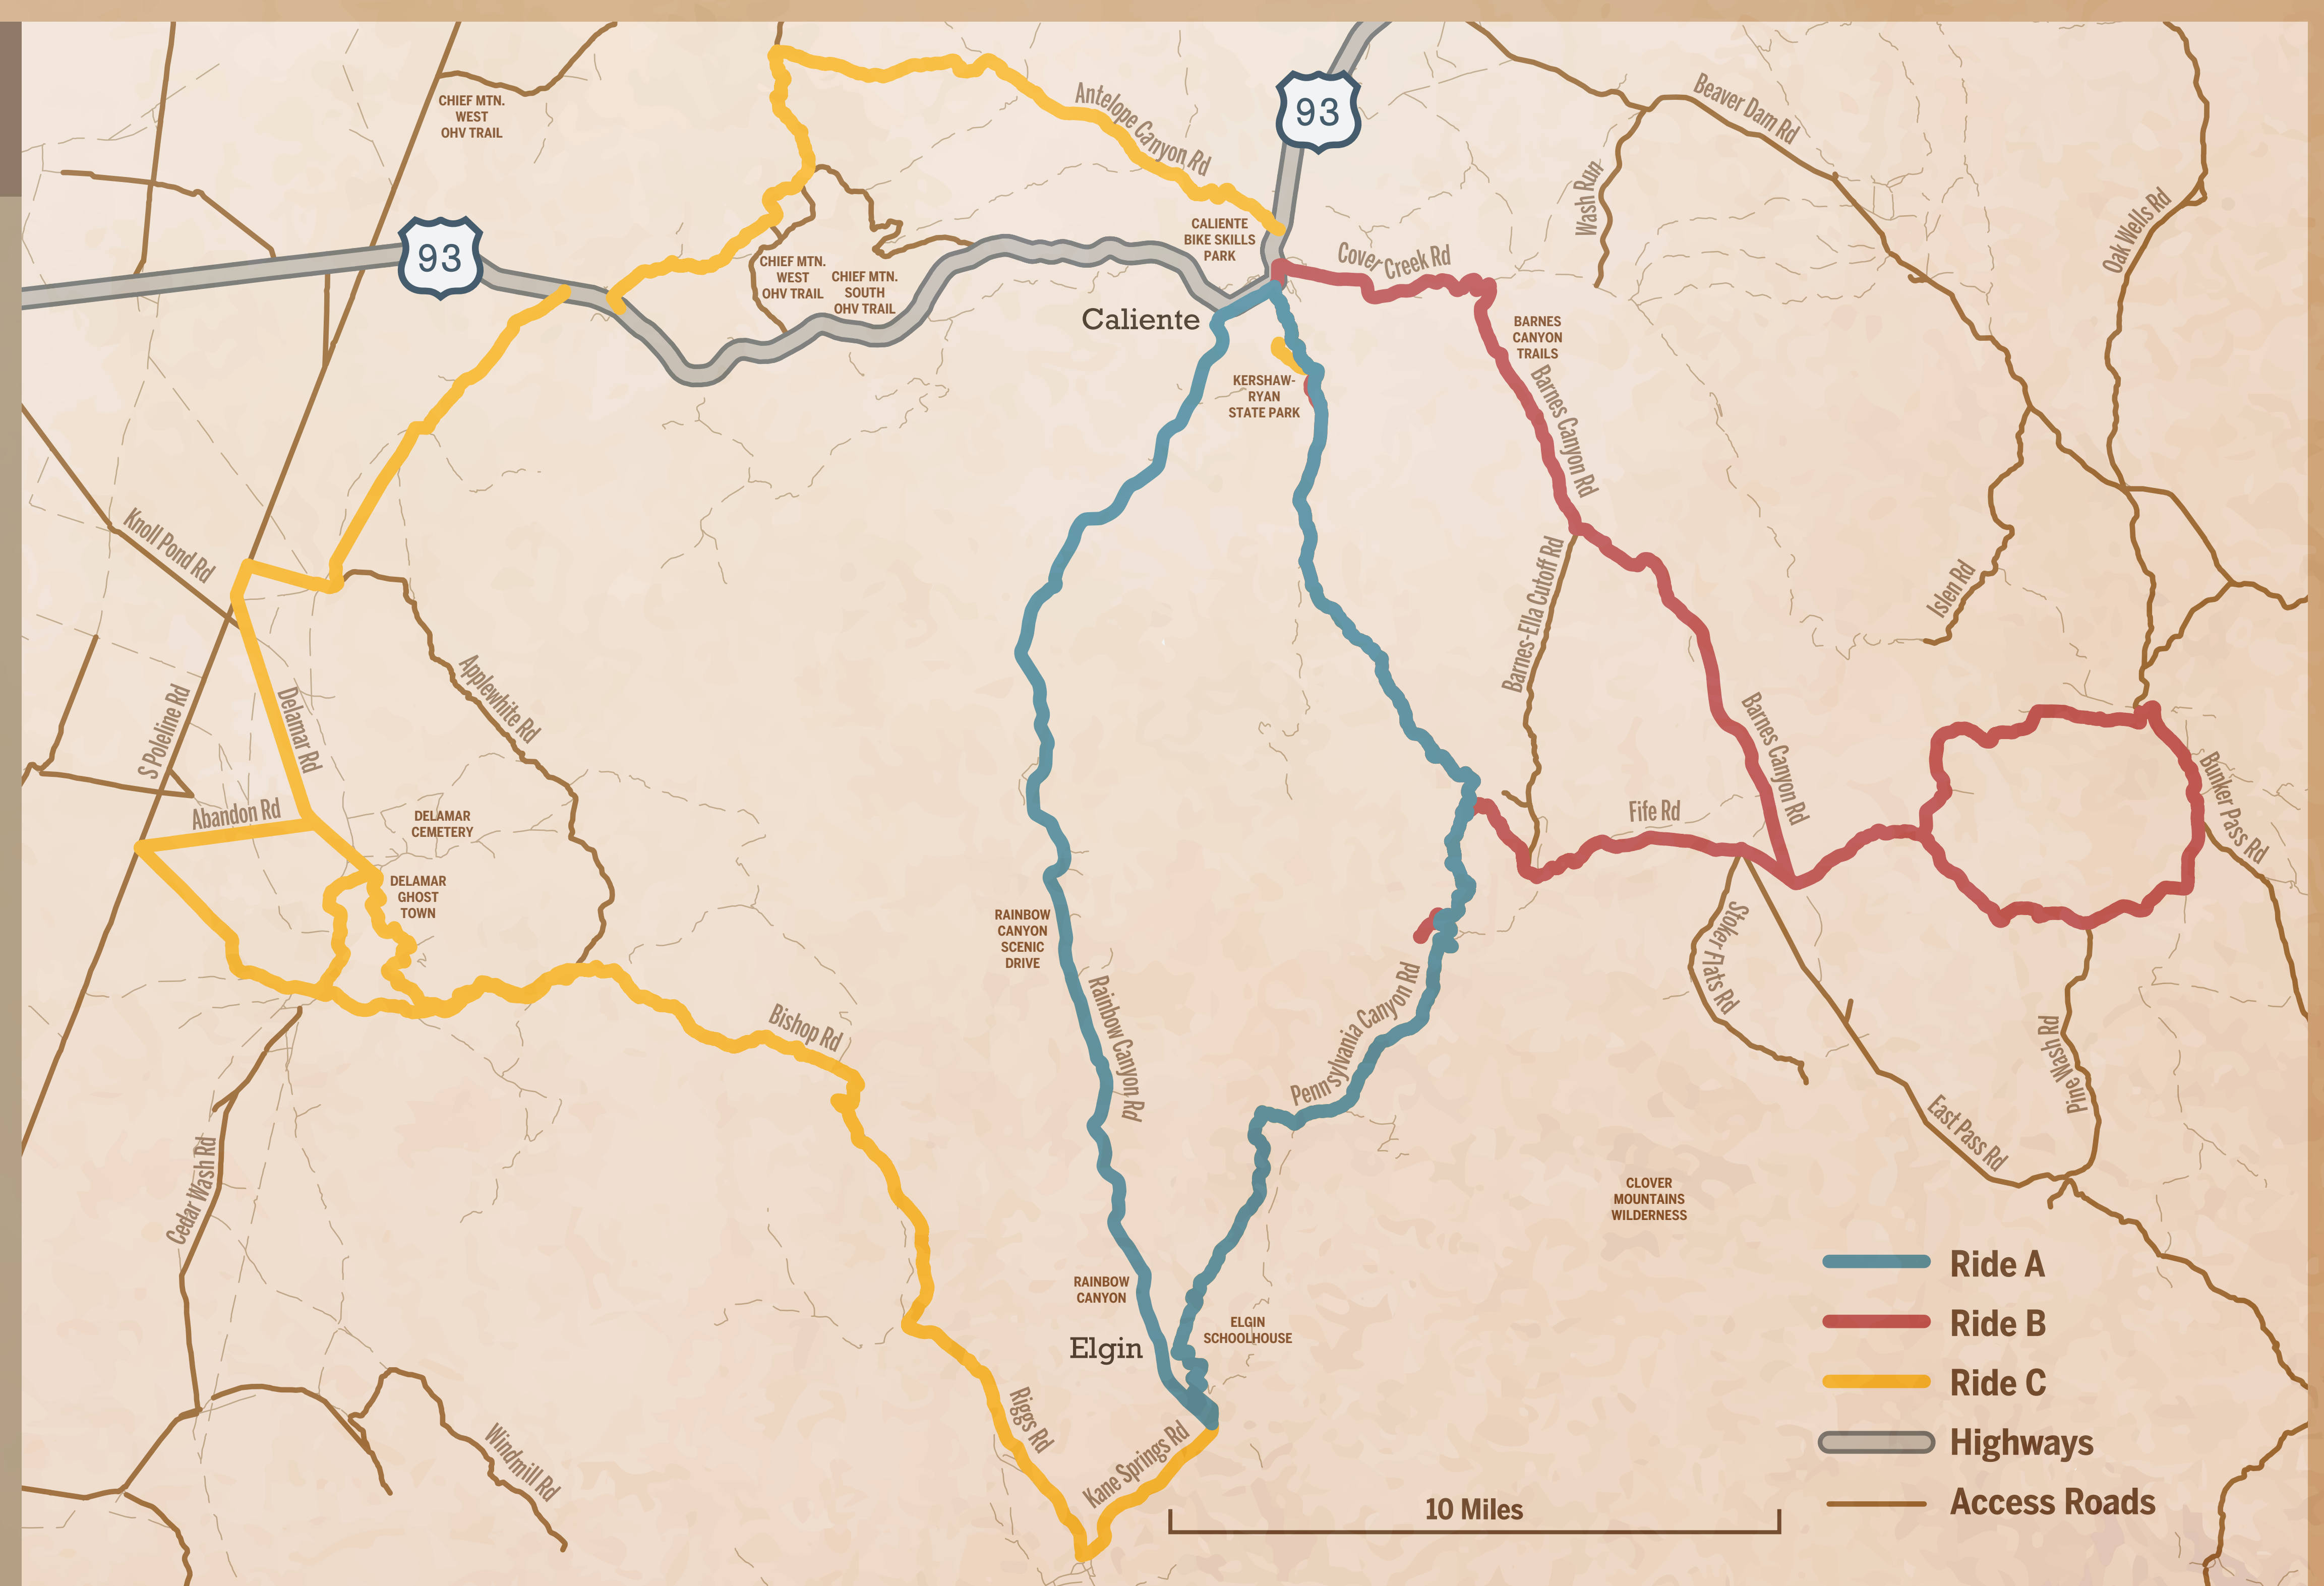 CHIEF MTN.
WEST
OHV TRAIL
Antelope Canyon Rd
93
Beaver Dam Rd
Wash Run
Oak Wells Rd
93
CALIENTE
BIKE SKILLS
PARK
Cover Creek Rd
CHIEF MTN.
WEST
OHV TRAIL
CHIEF MTN.
SOUTH
OHV TRAIL
Caliente
BARNES
CANYON
TRAILS
KERSHAW-
RYAN
STATE PARK
Barnes Canyon Rd
Knoll Pond Rd
Barnes-Ella Cutoff Rd
Islen Rd
Applewhite Rd
S Poleline Rd
Delamar Rd
Barnes Canyon Rd
Bunker Pass Rd
Abandon Rd
DELAMAR
CEMETERY
Fife Rd
DELAMAR
GHOST
TOWN
RAINBOW
CANYON
SCENIC
DRIVE
Stoker Flats Rd
Bishop Rd
Rainbow Canyon Rd
Pennsylvania Canyon Rd
Pine Wash Rd
East Pass Rd
Cedar Wash Rd
CLOVER
MOUNTAINS
WILDERNESS
RAINBOW
CANYON
ELGIN
SCHOOLHOUSE
Elgin
Riggs Rd
Kane Springs Rd
Windmill Rd
Ride A
Ride B
Ride C
Highways
Access Roads
10 Miles